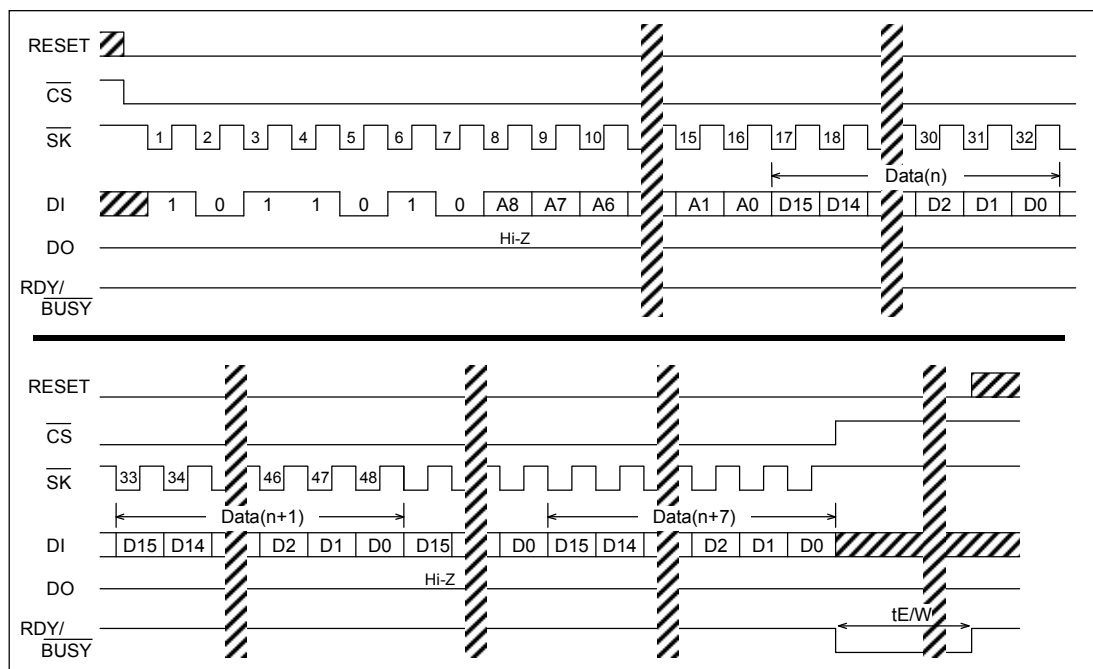 RESET
CS
SK 1 2 3 4 5 6 7 8 9 10 15 16 17 18 30 31 32
Data(n)
DI 1 0 1 1 0 1 0 A8 A7 A6 A1 A0 D15 D14 D2 D1 D0
Hi-Z
DO
RDY/
BUSY
RESET
CS
SK 33 34 46 47 48
Data(n+1) Data(n+7)
DI D15 D14 D2 D1 D0 D15 D0 D15 D14 D2 D1 D0
Hi-Z
DO
tE/W
RDY/
BUSY